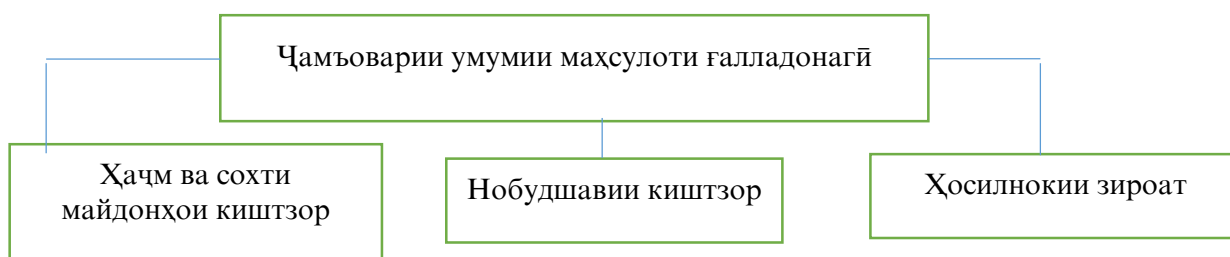 Ҷамъоварии умумии маҳсулоти ғалладонагӣ
Ҳаҷм ва сохти
майдонҳои киштзор
Нобудшавии киштзор
Ҳосилнокии зироат